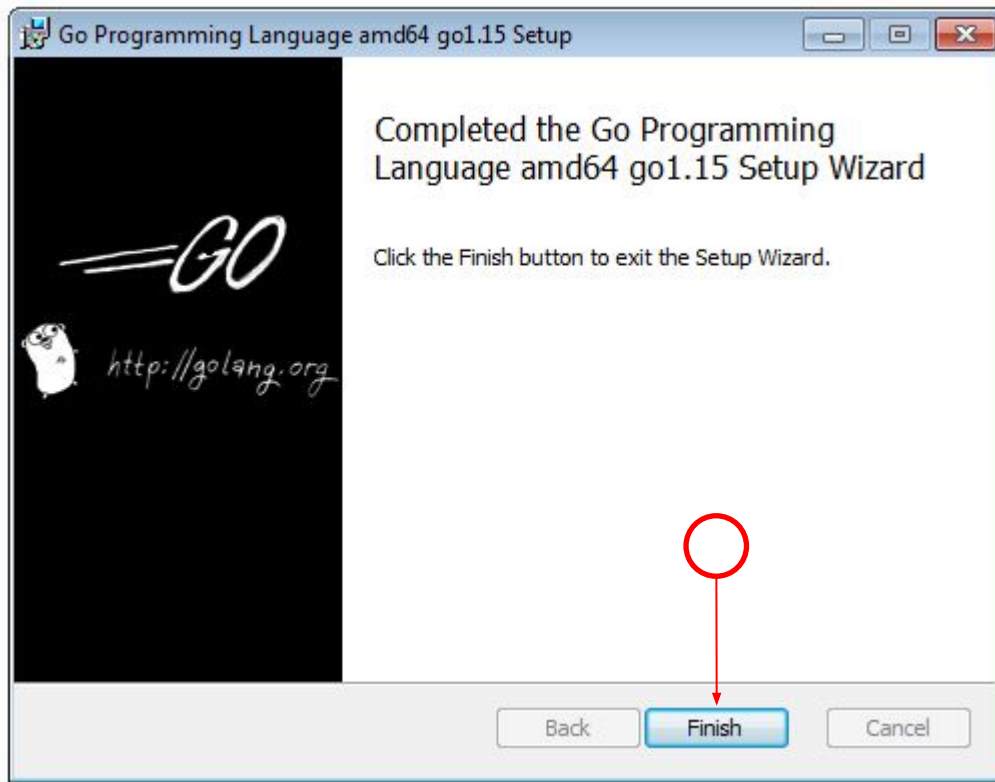 Go Programming Language amd64 go1.15 Setup
Completed the Go Programming
Language amd64 go1.15 Setup Wizard
Click the Finish button to exit the Setup Wizard.
GO
http://golang.org
Back
Finish
Cancel